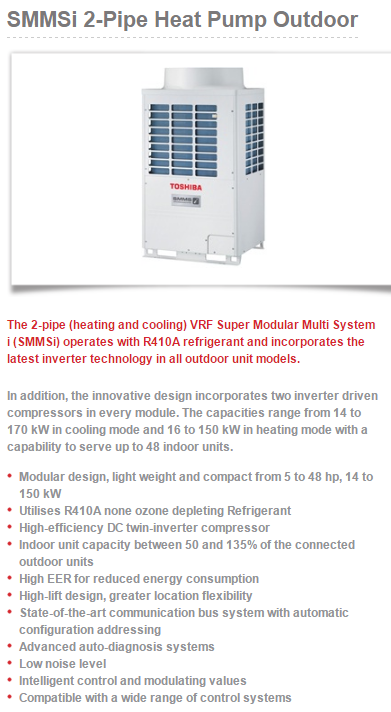 SMMSi 2-Pipe Heat Pump Outdoor
TOSHIBA
SMMSi
The 2-pipe (heating and cooling) VRF Super Modular Multi System
i (SMMSi) operates with R410A refrigerant and incorporates the
latest inverter technology in all outdoor unit models.
In addition, the innovative design incorporates two inverter driven
compressors in every module. The capacities range from 14 to
170 kW in cooling mode and 16 to 150 kW in heating mode with a
capability to serve up to 48 indoor units.
• Modular design, light weight and compact from 5 to 48 hp, 14 to
150 kW
• Utilises R410A none ozone depleting Refrigerant
• High-efficiency DC twin-inverter compressor
• Indoor unit capacity between 50 and 135% of the connected
outdoor units
• High EER for reduced energy consumption
• High-lift design, greater location flexibility
• State-of-the-art communication bus system with automatic
configuration addressing
• Advanced auto-diagnosis systems
• Low noise level
• Intelligent control and modulating values
• Compatible with a wide range of control systems